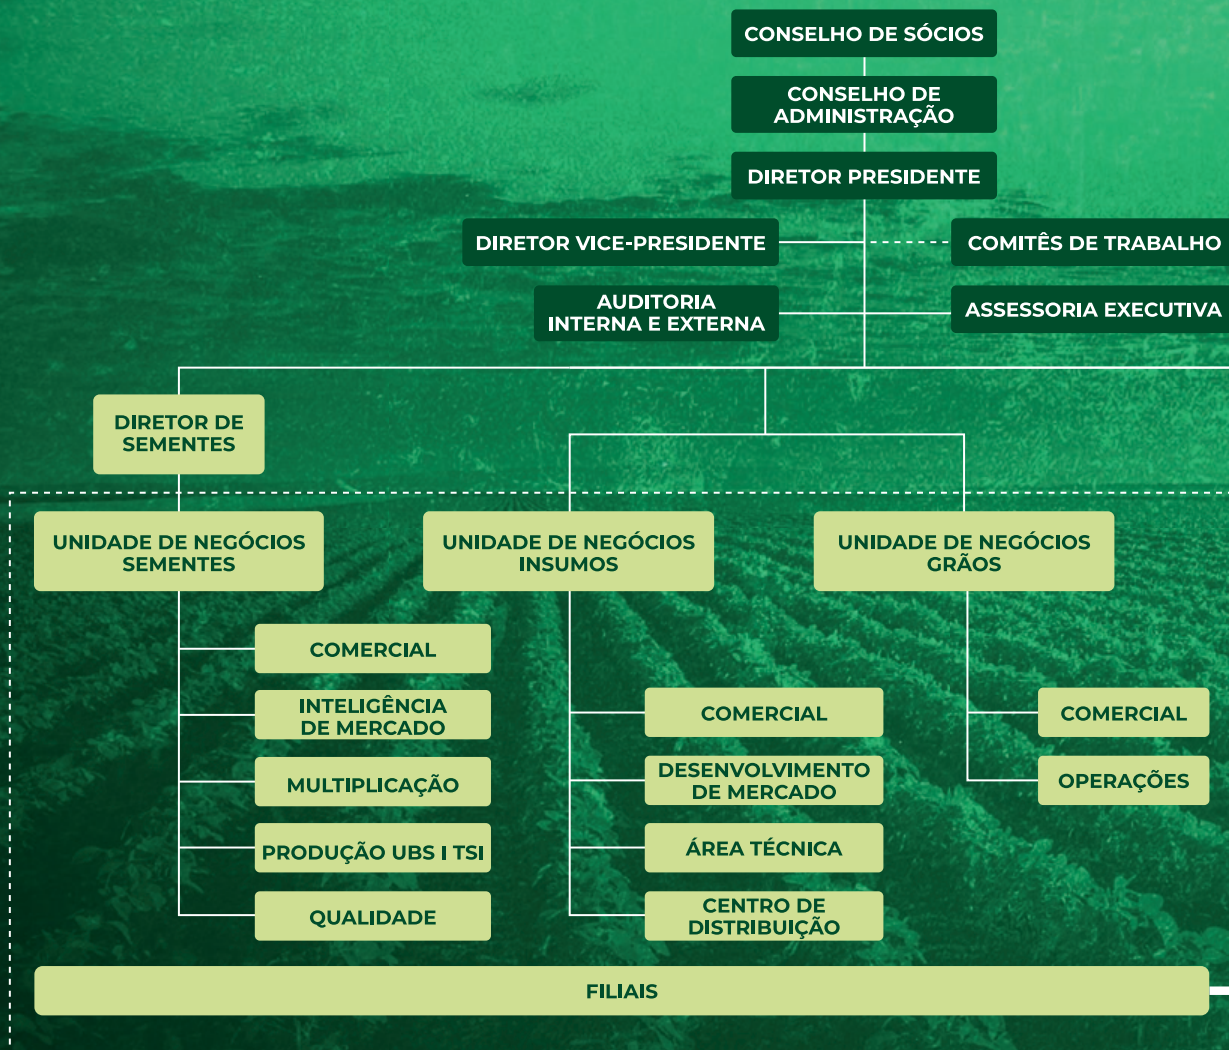 CONSELHO DE SÓCIOS
CONSELHO DE
ADMINISTRAÇÃO
DIRETOR PRESIDENTE
DIRETOR VICE-PRESIDENTE
COMITÊS DE TRABALHO
AUDITORIA
INTERNA E EXTERNA
ASSESSORIA EXECUTIVA
DIRETOR DE
SEMENTES
UNIDADE DE NEGÓCIOS
SEMENTES
COMERCIAL
INTELIGÊNCIA
DE MERCADO
MULTIPLICAÇÃO
PRODUÇÃO UBS I TSI
QUALIDADE
UNIDADE DE NEGÓCIOS
INSUMOS
COMERCIAL
DESENVOLVIMENTO
DE MERCADO
ÁREA TÉCNICA
CENTRO DE
DISTRIBUIÇÃO
UNIDADE DE NEGÓCIOS
GRÃOS
COMERCIAL
OPERAÇÕES
FILIAIS